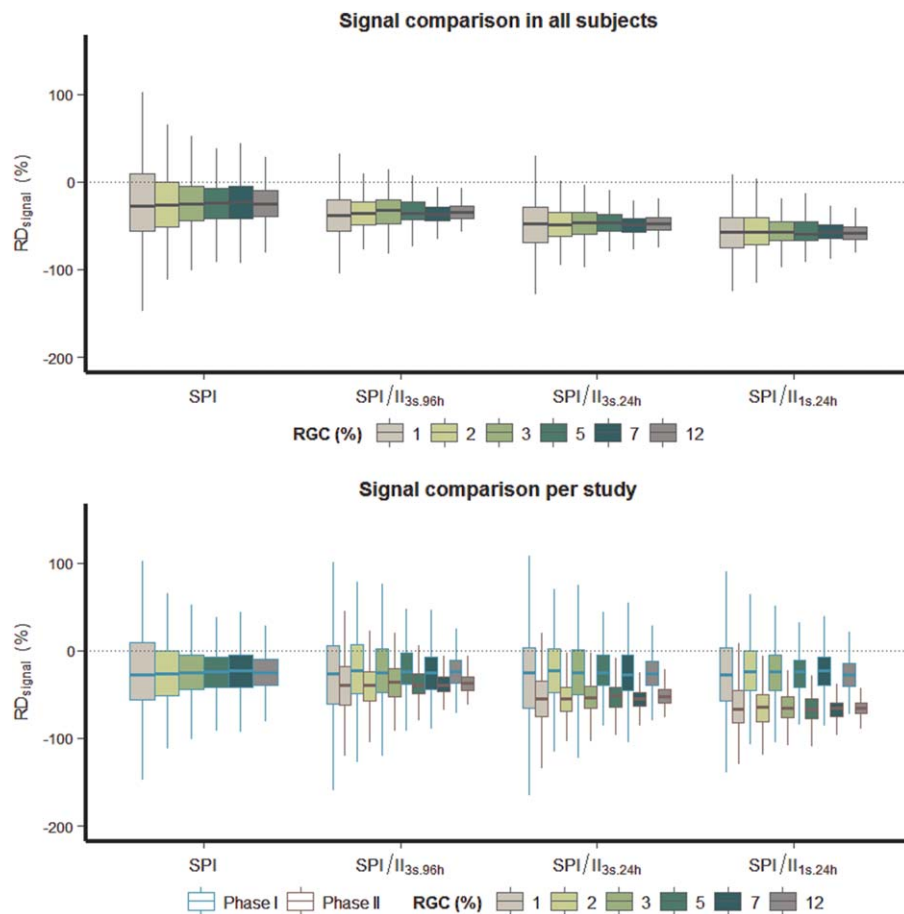 Signal comparison in all subjects
RDsignal (%)
100
0
-100
-200
SPI SPI/II3s.96h SPI/II3s.24h SPI/II1s.24h
RGC (%) 1 2 3 5 7 12
Signal comparison per study
RDsignal (%)
100
0
-100
-200
SPI SPI/II3s.96h SPI/II3s.24h SPI/II1s.24h
Phase I Phase II RGC (%) 1 2 3 5 7 12